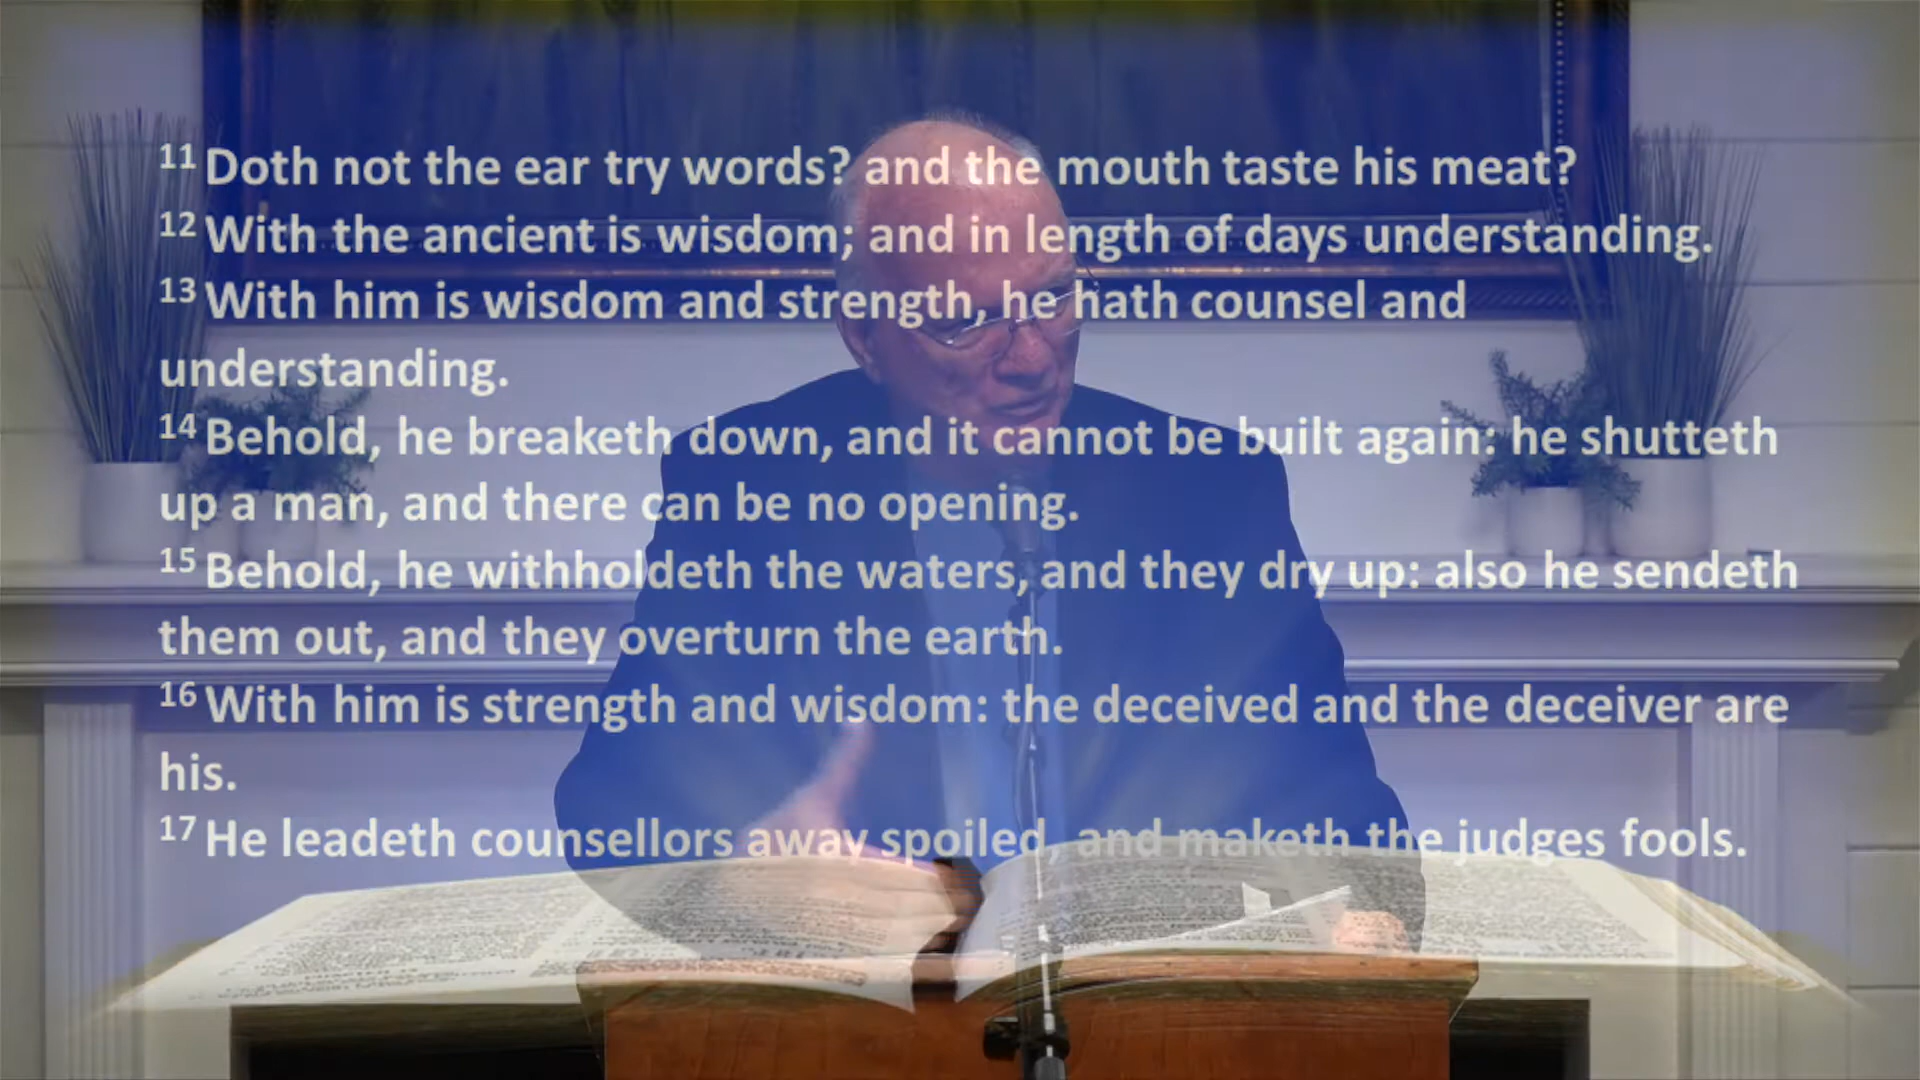 11 Doth not the ear try words? and the mouth taste his meat?
12 With the ancient is wisdom; and in length of days understanding.
13 With him is wisdom and strength, he hath counsel and
understanding.
14 Behold, he breaketh down, and it cannot be built again: he shutteth
up a man, and there can be no opening.
15 Behold, he withholdeth the waters, and they dry up: also he sendeth
them out, and they overturn the earth.
16 With him is strength and wisdom: the deceived and the deceiver are
his.
17 He leadeth counsellors away spoiled, and maketh the judges fools.